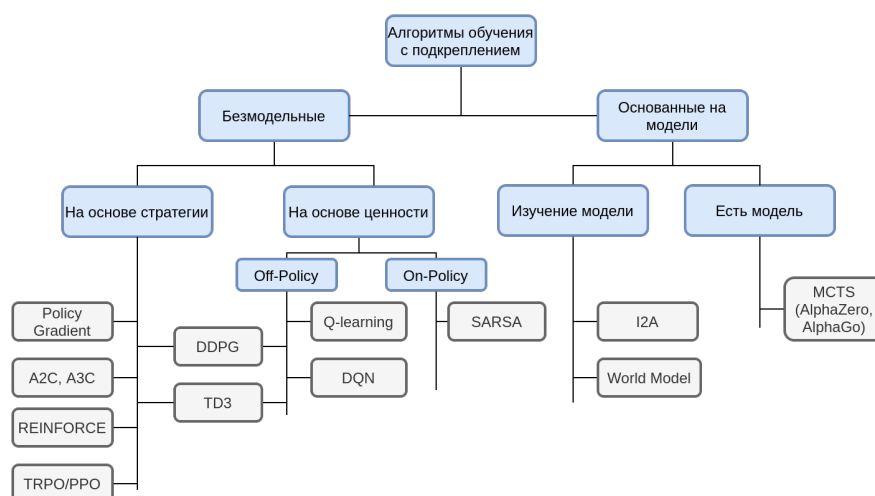 Алгоритмы обучения
с подкреплением
Безмодельные
Основанные на
модели
На основе стратегии
На основе ценности
Изучение модели
Есть модель
Off-Policy
On-Policy
Policy
Gradient
DDPG
Q-learning
SARSA
I2A
MCTS
(AlphaZero,
AlphaGo)
A2C, A3C
TD3
DQN
World Model
REINFORCE
TRPO/PPO